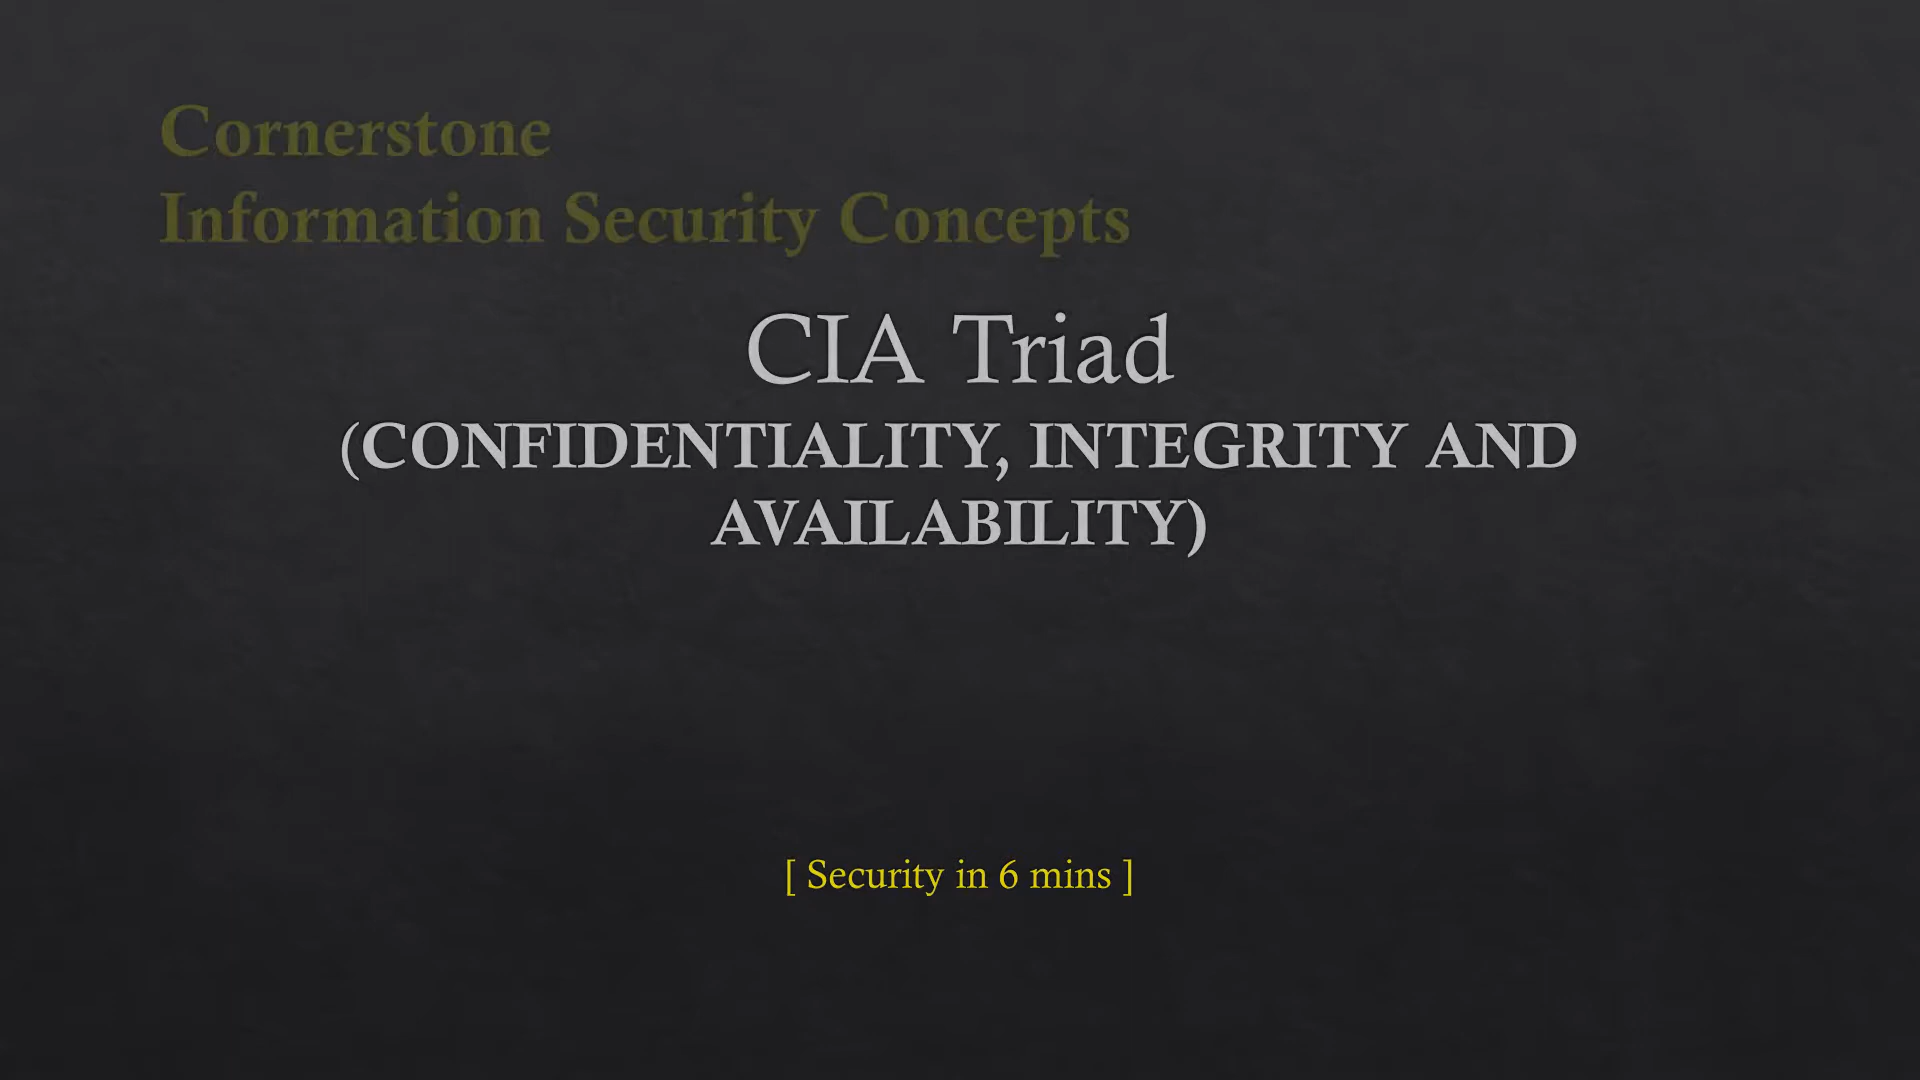 Cornerstone
Information Security Concepts
CIA Triad
(CONFIDENTIALITY, INTEGRITY AND
AVAILABILITY)
[ Security in 6 mins ]